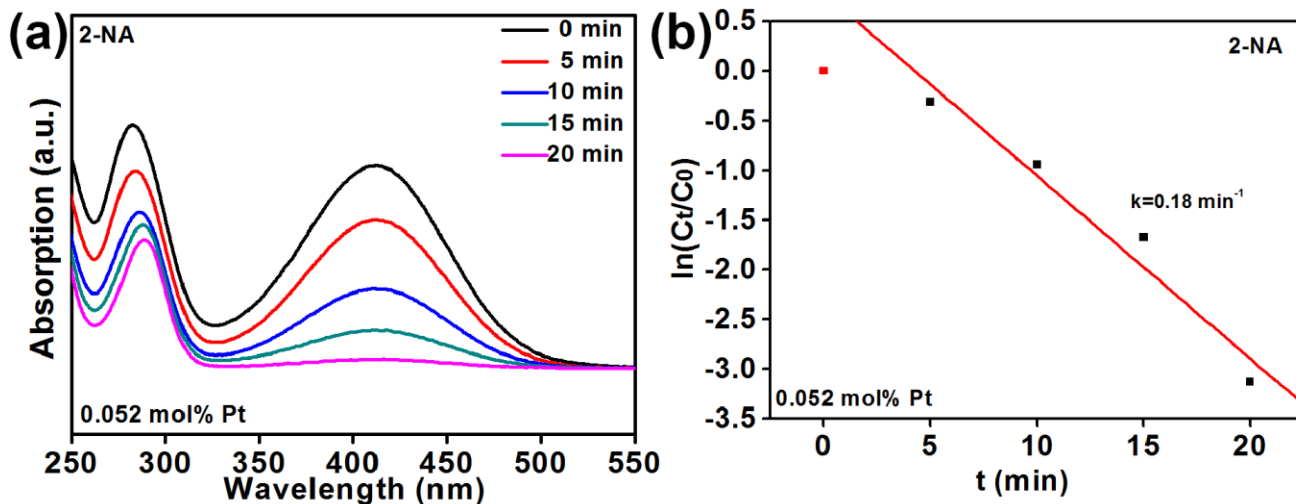 (a)
2-NA
0 min
5 min
10 min
15 min
20 min
Absorption (a.u.)
0.052 mol% Pt
250 300 350 400 450 500 550
Wavelength (nm)
(b)
2-NA
0.5
0.0
-0.5
-1.0
-1.5
-2.0
-2.5
-3.0
-3.5
ln(Ct/C0)
k=0.18 min⁻¹
0.052 mol% Pt
0 5 10 15 20
t (min)